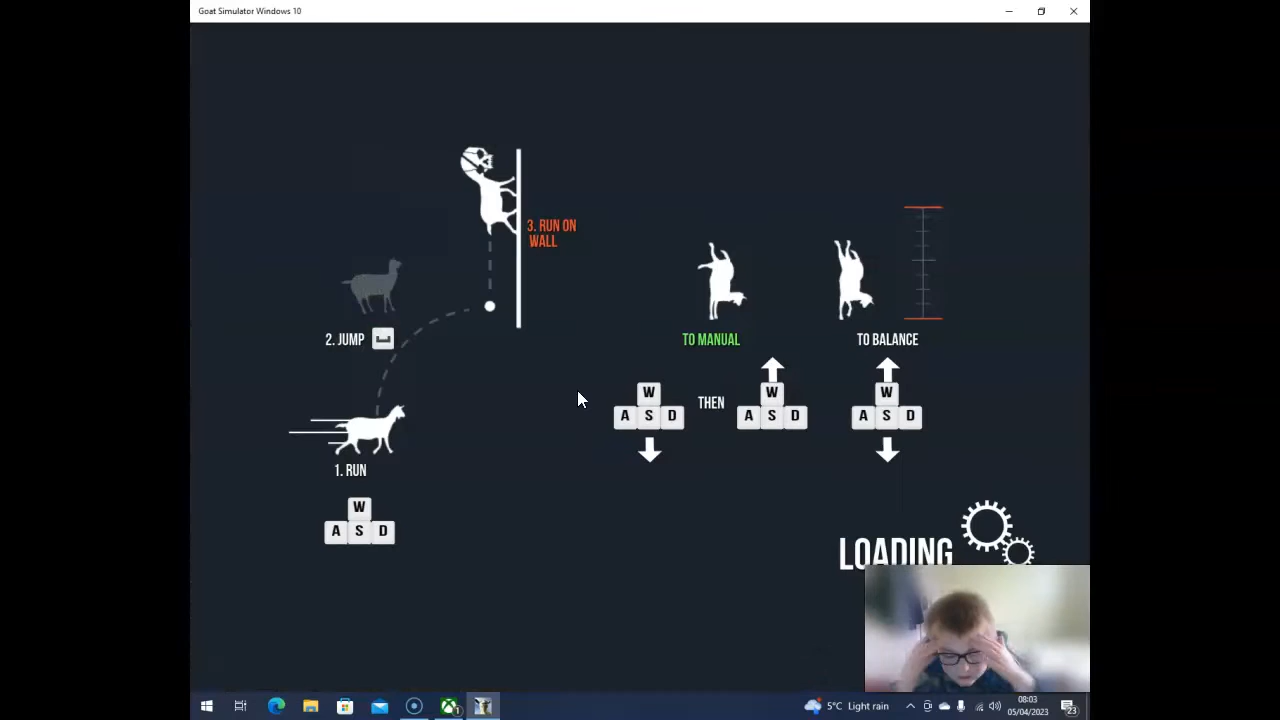 Goat Simulator Windows 10
3. RUN ON
WALL
2. JUMP
TO MANUAL
TO BALANCE
W
A S D
THEN
W
A S D
W
A S D
1. RUN
W
A S D
LOADING
5°C Light rain
08:03
05/04/2023
23